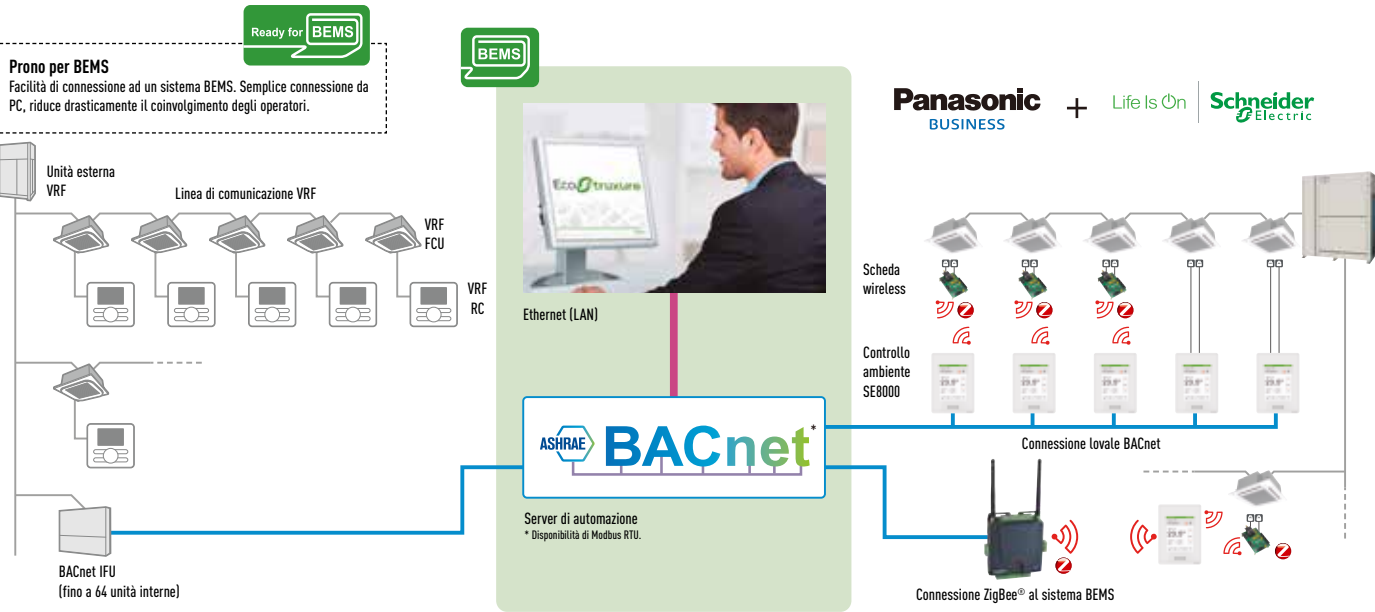 Ready for BEMS
Prono per BEMS
Facilità di connessione ad un sistema BEMS. Semplice connessione da
PC, riduce drasticamente il coinvolgimento degli operatori.
Unità esterna
VRF
Linea di comunicazione VRF
VRF
FCU
VRF
RC
BACnet IFU
(fino a 64 unità interne)
BEMS
EcoStruxure
Ethernet (LAN)
ASHRAE BACnet*
Server di automazione
* Disponibilità di Modbus RTU.
Panasonic
BUSINESS
+
Life Is On
Schneider
Electric
Scheda
wireless
Z
Z
Z
Controllo
ambiente
SE8000
Connessione lovale BACnet
Z
Z
Connessione ZigBee® al sistema BEMS